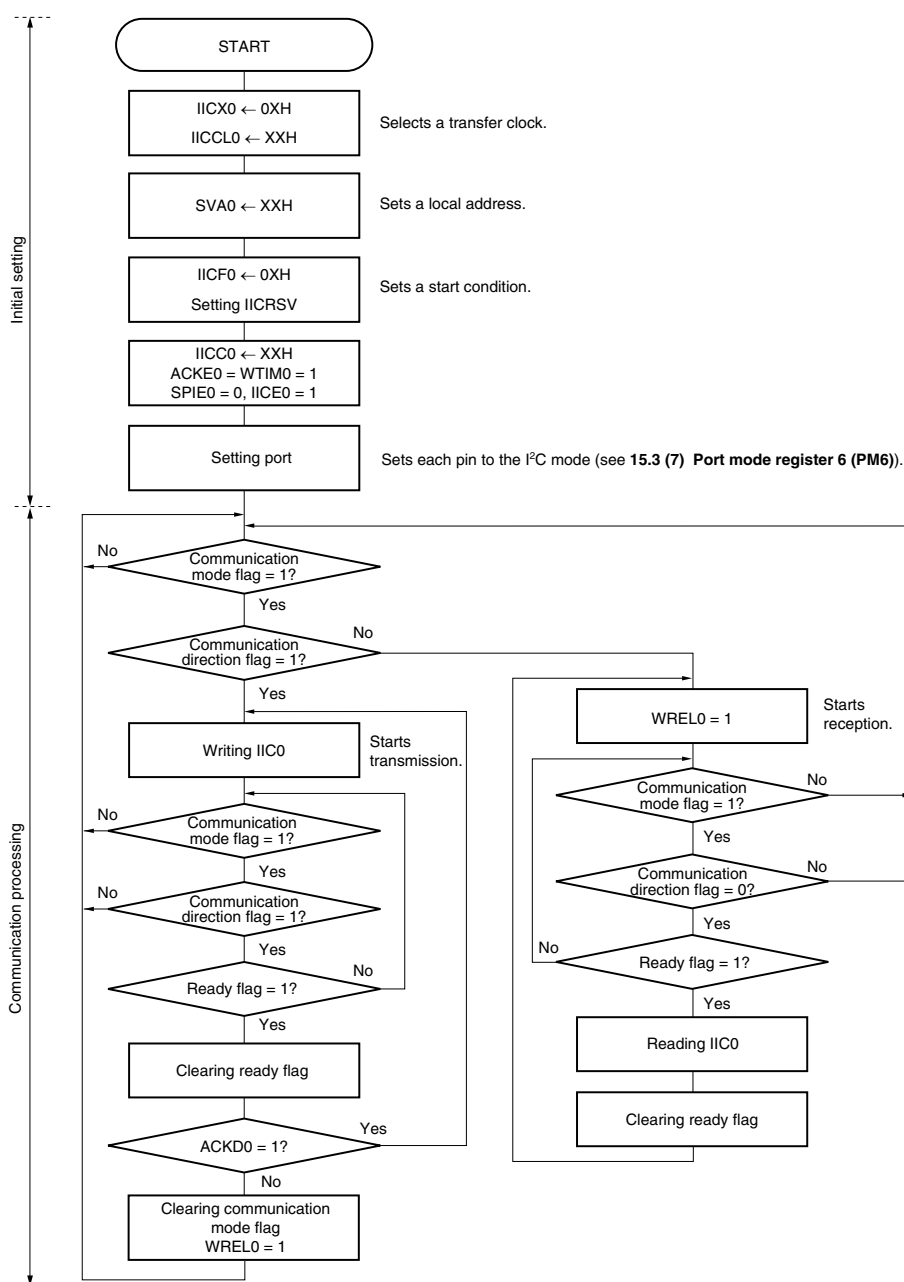 START
IICX0 ← 0XH
IICCL0 ← XXH
Selects a transfer clock.
SVA0 ← XXH
Sets a local address.
Initial setting
IICF0 ← 0XH
Setting IICRSV
Sets a start condition.
IICC0 ← XXH
ACKE0 = WTIM0 = 1
SPIE0 = 0, IICE0 = 1
Setting port
Sets each pin to the I²C mode (see 15.3 (7) Port mode register 6 (PM6)).
Communication processing
No
Communication
mode flag = 1?
Yes
Communication
direction flag = 1?
No
Yes
Writing IIC0
Starts
transmission.
No
Communication
mode flag = 1?
Yes
No
Communication
direction flag = 1?
Yes
Ready flag = 1?
No
Yes
Clearing ready flag
ACKD0 = 1?
Yes
No
Clearing communication
mode flag
WREL0 = 1
WREL0 = 1
Starts
reception.
Communication
mode flag = 1?
No
Yes
Communication
direction flag = 0?
No
Yes
No
Ready flag = 1?
Yes
Reading IIC0
Clearing ready flag